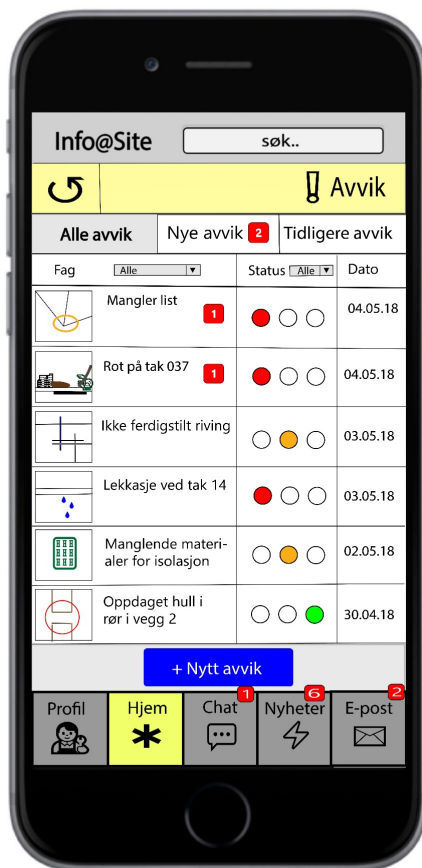 Info@Site
søk..
Avvik
Alle avvik
Nye avvik 2
Tidligere avvik
Fag
Alle
Status
Alle
Dato
Mangler list
1
04.05.18
Rot på tak 037
1
04.05.18
Ikke ferdigstilt riving
03.05.18
Lekkasje ved tak 14
03.05.18
Manglende materi-
aler for isolasjon
02.05.18
Oppdaget hull i
rør i vegg 2
30.04.18
+ Nytt avvik
Profil
Hjem
Chat
1
Nyheter
6
E-post
2